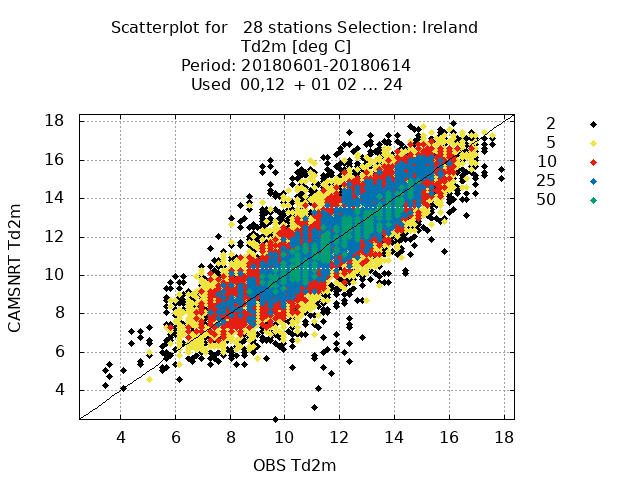 Scatterplot for   28 stations Selection: Ireland
Td2m [deg C]
Period: 20180601-20180614
Used  00,12  + 01 02 ... 24
18
16
14
12
10
8
6
4
CAMSNRT Td2m
4 6 8 10 12 14 16 18
OBS Td2m
2
5
10
25
50